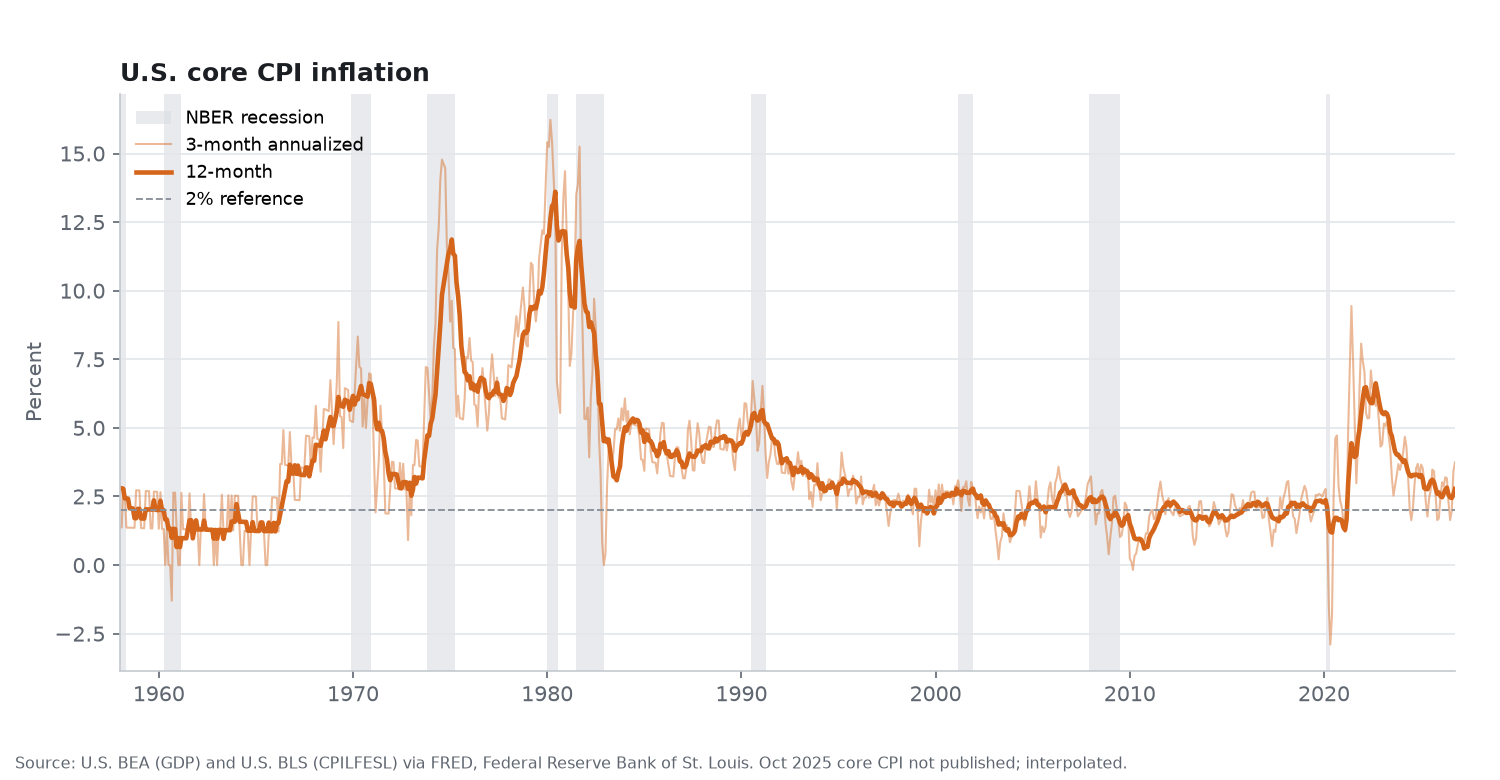 U.S. core CPI inflation
NBER recession
3-month annualized
12-month
2% reference
Percent
15.0
12.5
10.0
7.5
5.0
2.5
0.0
−2.5
1960 1970 1980 1990 2000 2010 2020
Source: U.S. BEA (GDP) and U.S. BLS (CPILFESL) via FRED, Federal Reserve Bank of St. Louis. Oct 2025 core CPI not published; interpolated.